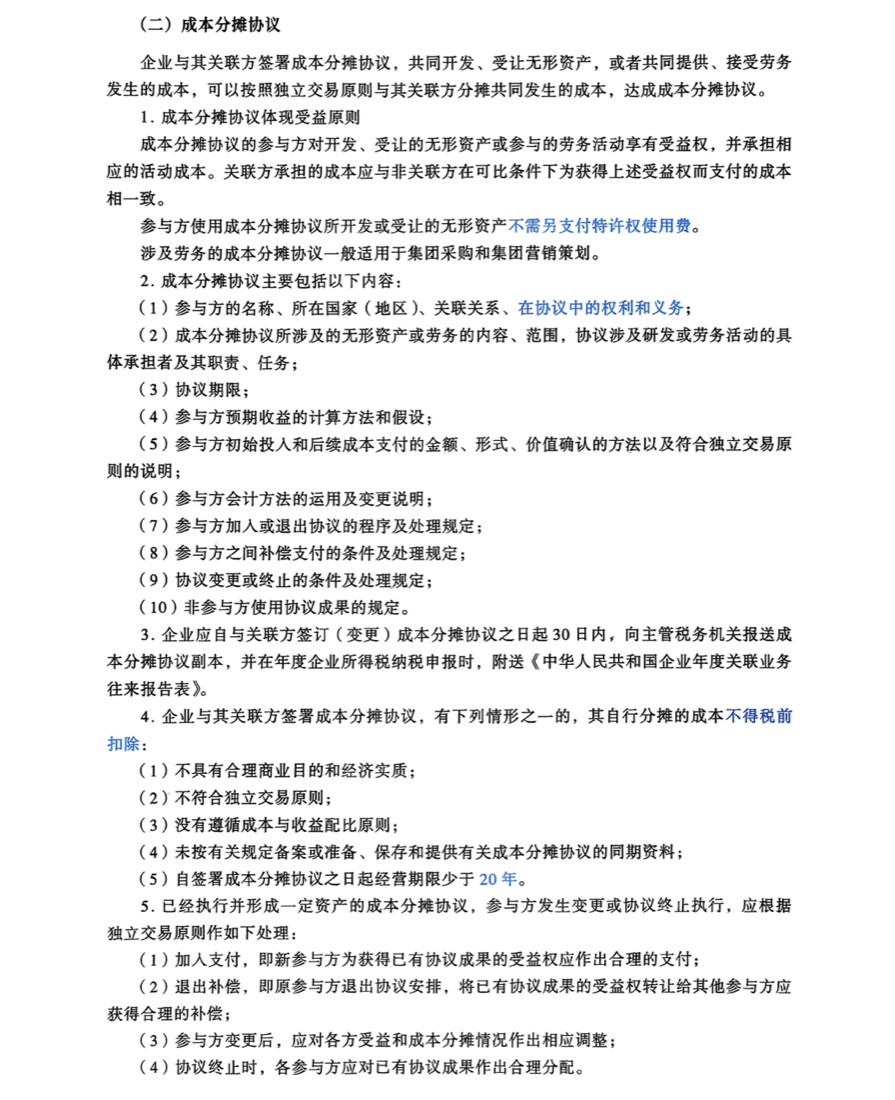 （二）成本分摊协议
企业与其关联方签署成本分摊协议，共同开发、受让无形资产，或者共同提供、接受劳务
发生的成本，可以按照独立交易原则与其关联方分摊共同发生的成本，达成成本分摊协议。
1. 成本分摊协议体现受益原则
成本分摊协议的参与方对开发、受让的无形资产或参与的劳务活动享有受益权，并承担相
应的活动成本。关联方承担的成本应与非关联方在可比条件下为获得上述受益权而支付的成本
相一致。
参与方使用成本分摊协议所开发或受让的无形资产不需另支付特许权使用费。
涉及劳务的成本分摊协议一般适用于集团采购和集团营销策划。
2. 成本分摊协议主要包括以下内容：
（1）参与方的名称、所在国家（地区）、关联关系、在协议中的权利和义务；
（2）成本分摊协议所涉及的无形资产或劳务的内容、范围，协议涉及研发或劳务活动的具
体承担者及其职责、任务；
（3）协议期限；
（4）参与方预期收益的计算方法和假设；
（5）参与方初始投入和后续成本支付的金额、形式、价值确认的方法以及符合独立交易原
则的说明；
（6）参与方会计方法的运用及变更说明；
（7）参与方加入或退出协议的程序及处理规定；
（8）参与方之间补偿支付的条件及处理规定；
（9）协议变更或终止的条件及处理规定；
（10）非参与方使用协议成果的规定。
3. 企业应自与关联方签订（变更）成本分摊协议之日起 30 日内，向主管税务机关报送成
本分摊协议副本，并在年度企业所得税纳税申报时，附送《中华人民共和国企业年度关联业务
往来报告表》。
4. 企业与其关联方签署成本分摊协议，有下列情形之一的，其自行分摊的成本不得税前
扣除：
（1）不具有合理商业目的和经济实质；
（2）不符合独立交易原则；
（3）没有遵循成本与收益配比原则；
（4）未按有关规定备案或准备、保存和提供有关成本分摊协议的同期资料；
（5）自签署成本分摊协议之日起经营期限少于 20 年。
5. 已经执行并形成一定资产的成本分摊协议，参与方发生变更或协议终止执行，应根据
独立交易原则作如下处理：
（1）加入支付，即新参与方为获得已有协议成果的受益权应作出合理的支付；
（2）退出补偿，即原参与方退出协议安排，将已有协议成果的受益权转让给其他参与方应
获得合理的补偿；
（3）参与方变更后，应对各方受益和成本分摊情况作出相应调整；
（4）协议终止时，各参与方应对已有协议成果作出合理分配。